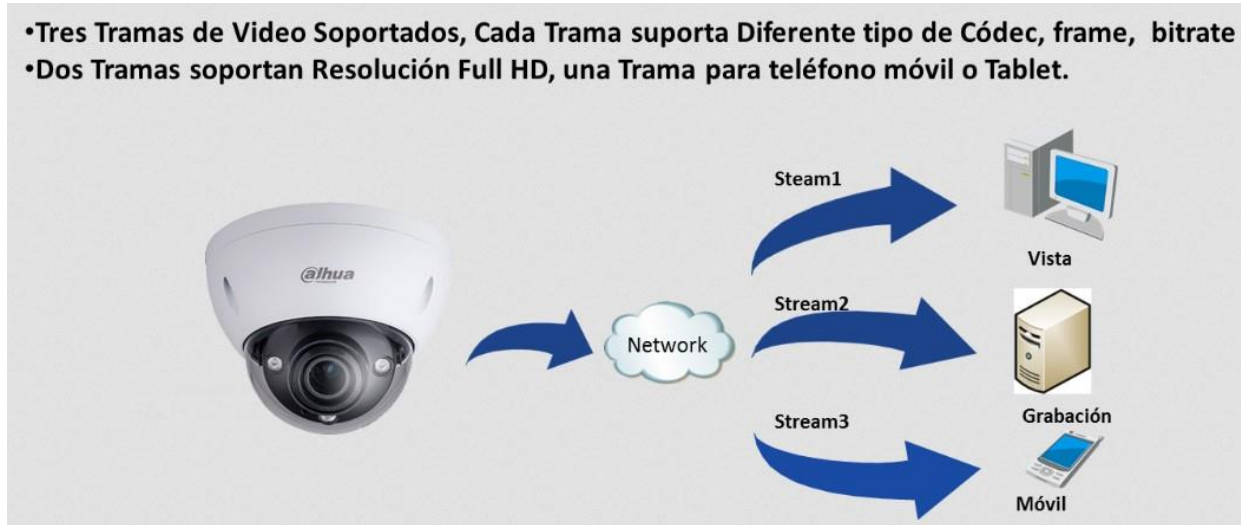 •Tres Tramas de Video Soportados, Cada Trama suporta Diferente tipo de Códec, frame, bitrate
•Dos Tramas soportan Resolución Full HD, una Trama para teléfono móvil o Tablet.
Steam1
Vista
alhua
Stream2
Network
Grabación
Stream3
Móvil